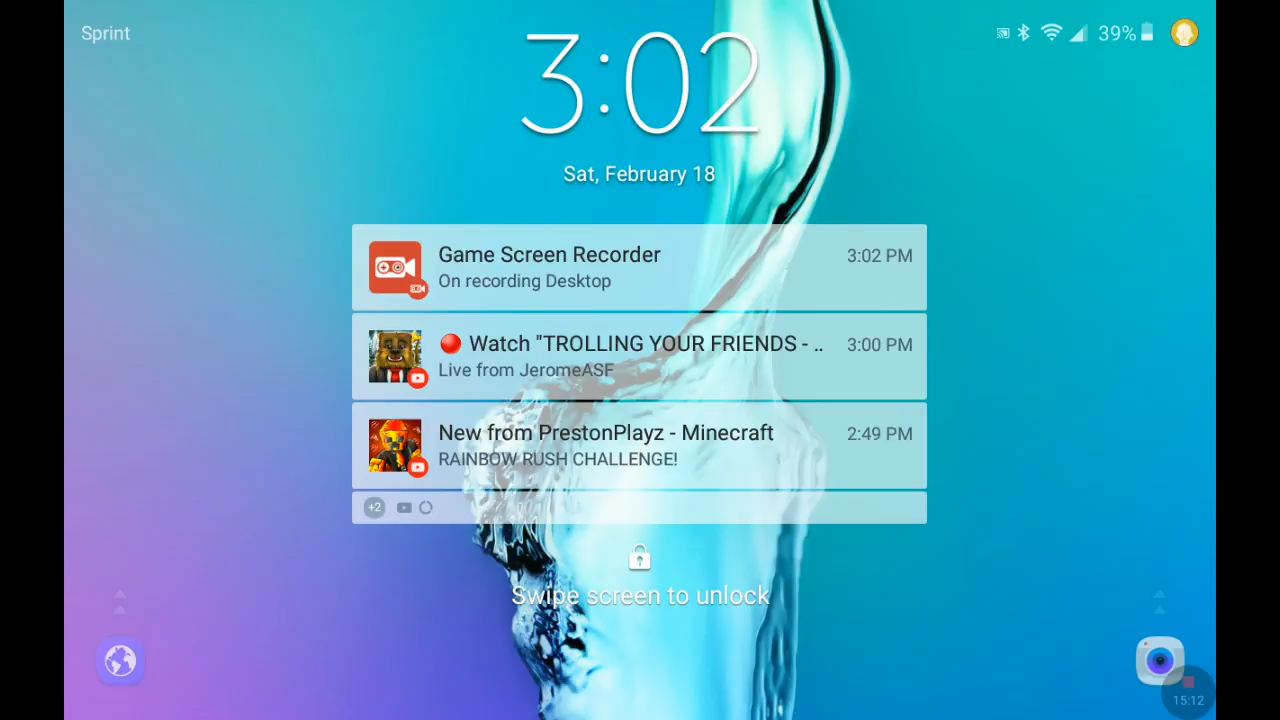 Sprint
39%
3:02
Sat, February 18
Game Screen Recorder
3:02 PM
On recording Desktop
Watch "TROLLING YOUR FRIENDS - ..
3:00 PM
Live from JeromeASF
New from PrestonPlayz - Minecraft
2:49 PM
RAINBOW RUSH CHALLENGE!
+2
Swipe screen to unlock
15:12